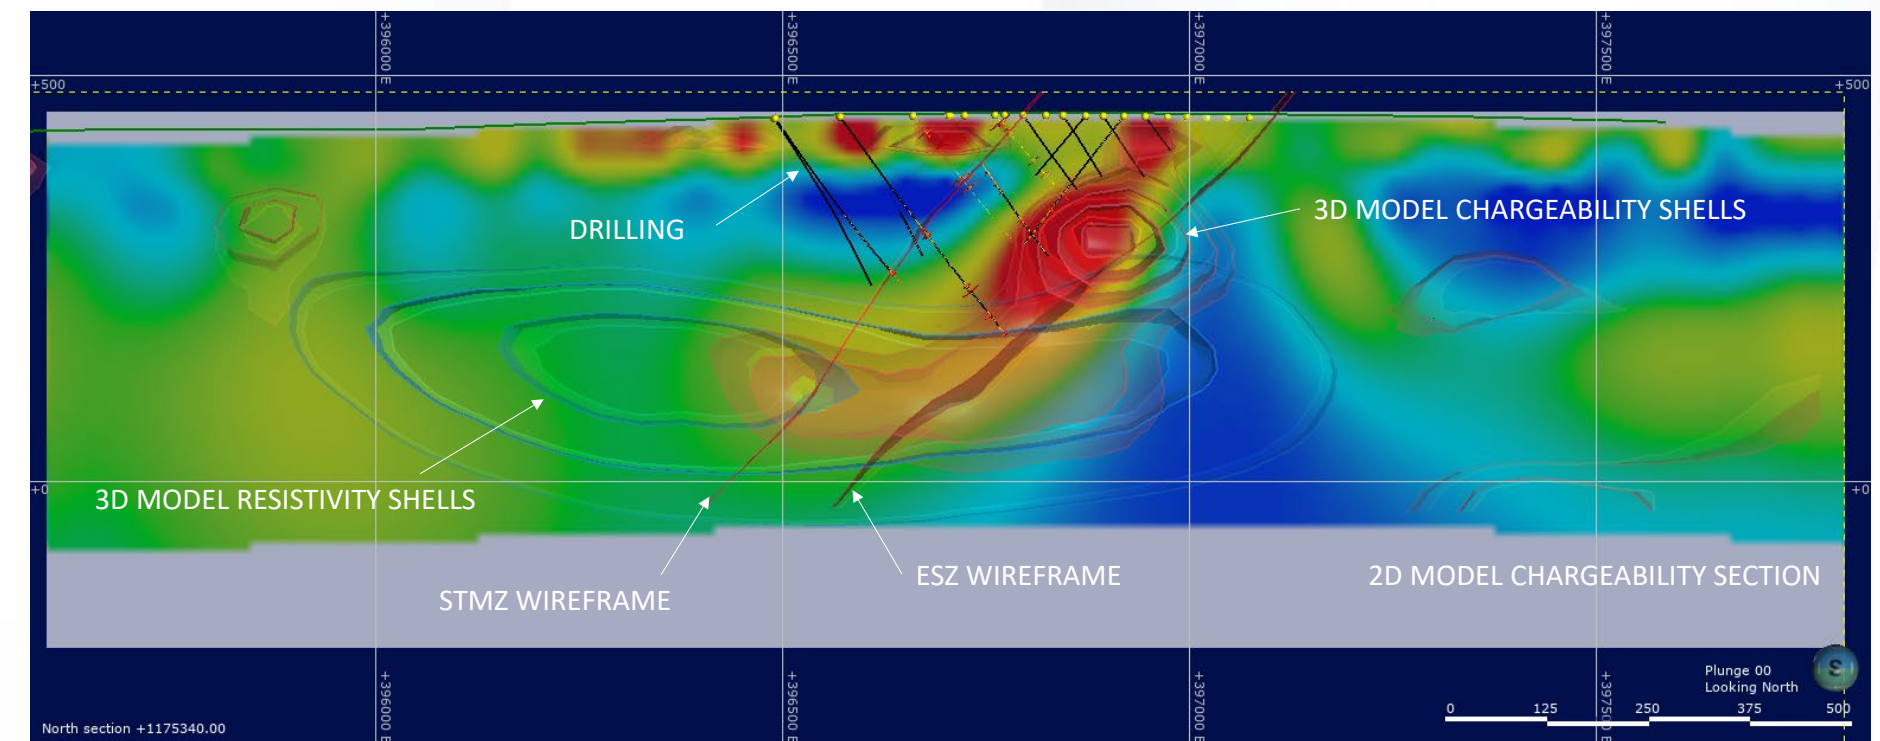 +396000 E
+396500 E
+397000 E
+397500 E
+500
+500
DRILLING
3D MODEL CHARGEABILITY SHELLS
+0
+0
3D MODEL RESISTIVITY SHELLS
STMZ WIREFRAME
ESZ WIREFRAME
2D MODEL CHARGEABILITY SECTION
+396000 E
+396500 E
+397000 E
+397500 E
S
Plunge 00
Looking North
0 125 250 375 500
North section +1175340.00